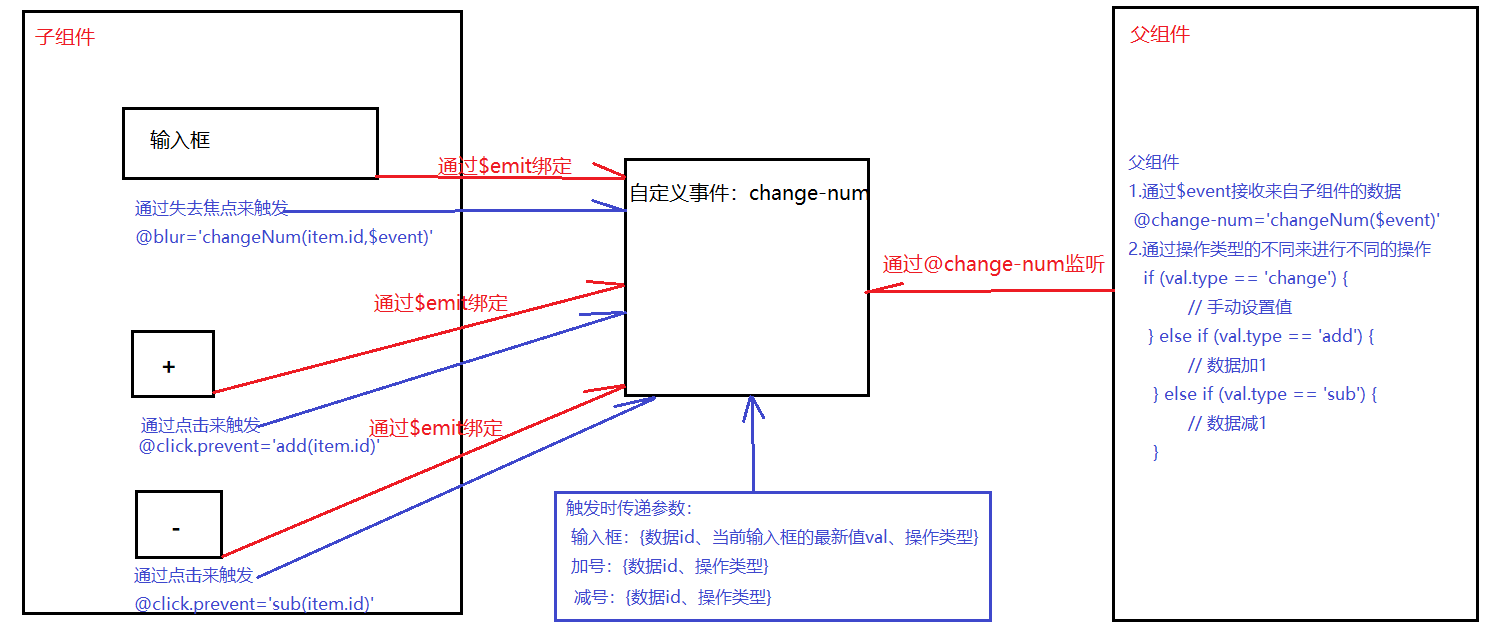 子组件
输入框
通过$emit绑定
通过失去焦点来触发
@blur='changeNum(item.id,$event)'
通过$emit绑定
+
通过点击来触发
@click.prevent='add(item.id)'
通过$emit绑定
-
通过点击来触发
@click.prevent='sub(item.id)'
自定义事件：change-num
触发时传递参数：
输入框：{数据id、当前输入框的最新值val、操作类型}
加号：{数据id、操作类型}
减号：{数据id、操作类型}
通过@change-num监听
父组件
父组件
1.通过$event接收来自子组件的数据
@change-num='changeNum($event)'
2.通过操作类型的不同来进行不同的操作
if (val.type == 'change') {
// 手动设置值
} else if (val.type == 'add') {
// 数据加1
} else if (val.type == 'sub') {
// 数据减1
}